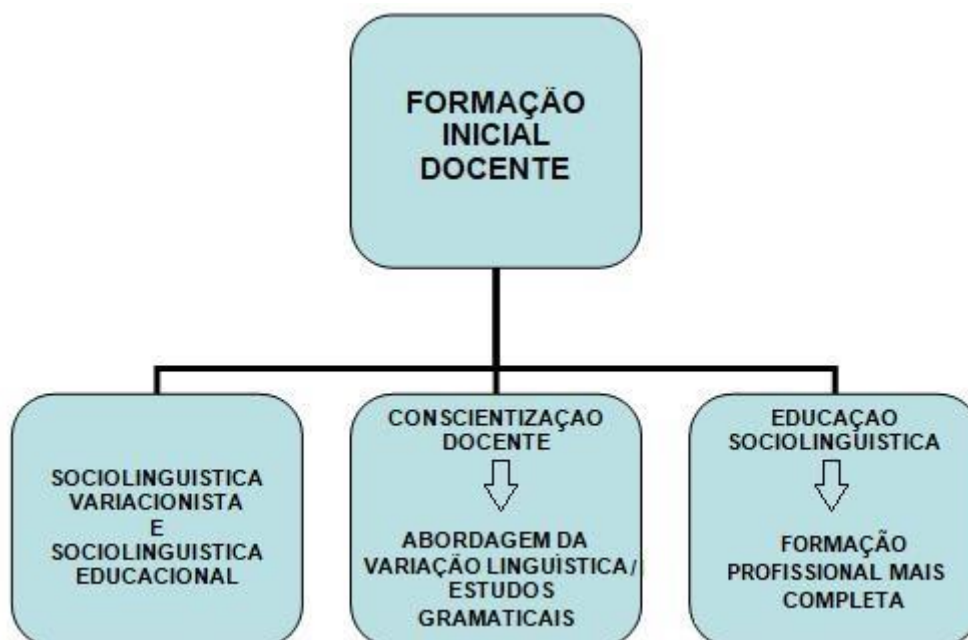 FORMAÇÃO
INICIAL
DOCENTE
SOCIOLINGUISTICA
VARIACIONISTA
E
SOCIOLINGUISTICA
EDUCACIONAL
CONSCIENTIZAÇAO
DOCENTE
ABORDAGEM DA
VARIAÇÃO LINGUÍSTICA/
ESTUDOS
GRAMATICAIS
EDUCAÇAO
SOCIOLINGUISTICA
FORMAÇÃO
PROFISSIONAL MAIS
COMPLETA